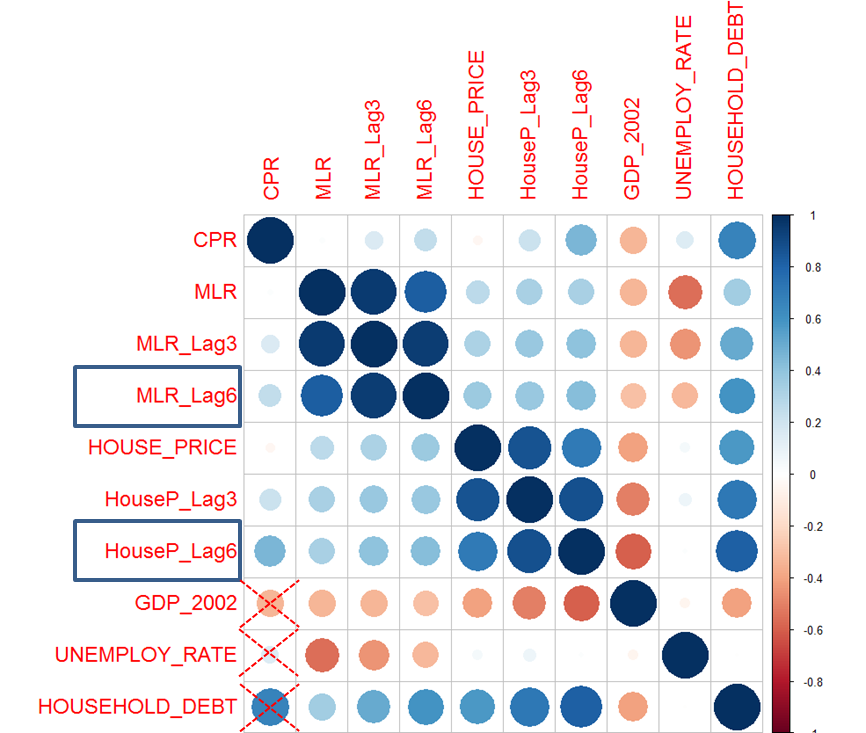 CPR
MLR
MLR_Lag3
MLR_Lag6
HOUSE_PRICE
HouseP_Lag3
HouseP_Lag6
GDP_2002
UNEMPLOY_RATE
HOUSEHOLD_DEBT
CPR
MLR
MLR_Lag3
MLR_Lag6
HOUSE_PRICE
HouseP_Lag3
HouseP_Lag6
GDP_2002
UNEMPLOY_RATE
HOUSEHOLD_DEBT
1
0.8
0.6
0.4
0.2
0
-0.2
-0.4
-0.6
-0.8
-1